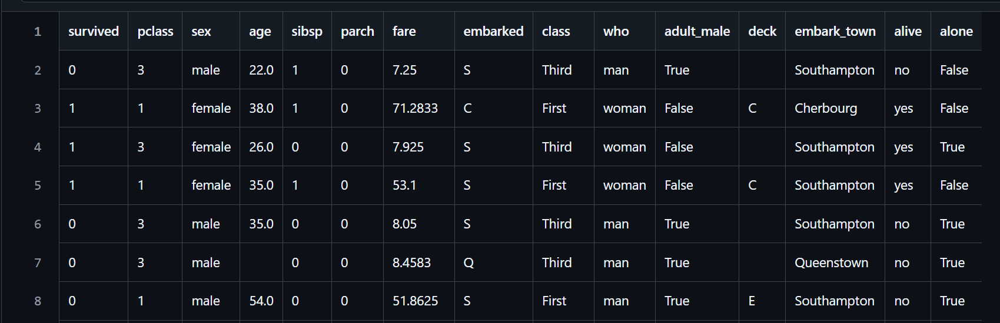 1 survived pclass sex age sibsp parch fare embarked class who adult_male deck embark_town alive alone
2 0 3 male 22.0 1 0 7.25 S Third man True Southampton no False
3 1 1 female 38.0 1 0 71.2833 C First woman False C Cherbourg yes False
4 1 3 female 26.0 0 0 7.925 S Third woman False Southampton yes True
5 1 1 female 35.0 1 0 53.1 S First woman False C Southampton yes False
6 0 3 male 35.0 0 0 8.05 S Third man True Southampton no True
7 0 3 male 0 0 8.4583 Q Third man True Queenstown no True
8 0 1 male 54.0 0 0 51.8625 S First man True E Southampton no True